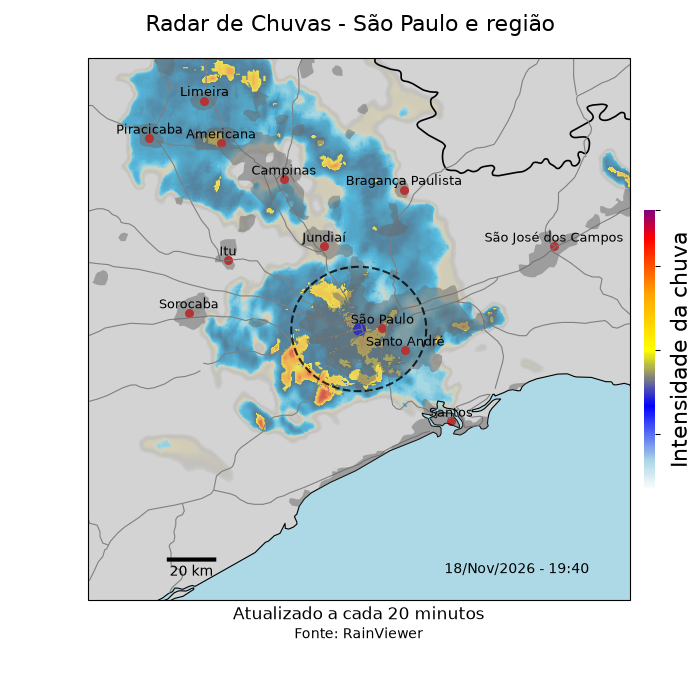 Radar de Chuvas - São Paulo e região
Limeira
Piracicaba
Americana
Campinas
Bragança Paulista
Jundiaí
São José dos Campos
Itu
Sorocaba
São Paulo
Santo André
Santos
Intensidade da chuva
20 km
18/Nov/2026 - 19:40
Atualizado a cada 20 minutos
Fonte: RainViewer